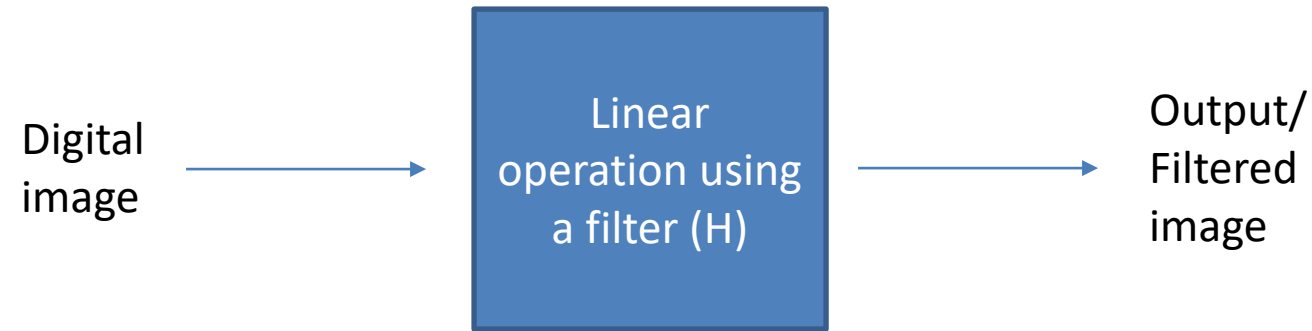 Digital
image
Linear
operation using
a filter (H)
Output/
Filtered
image